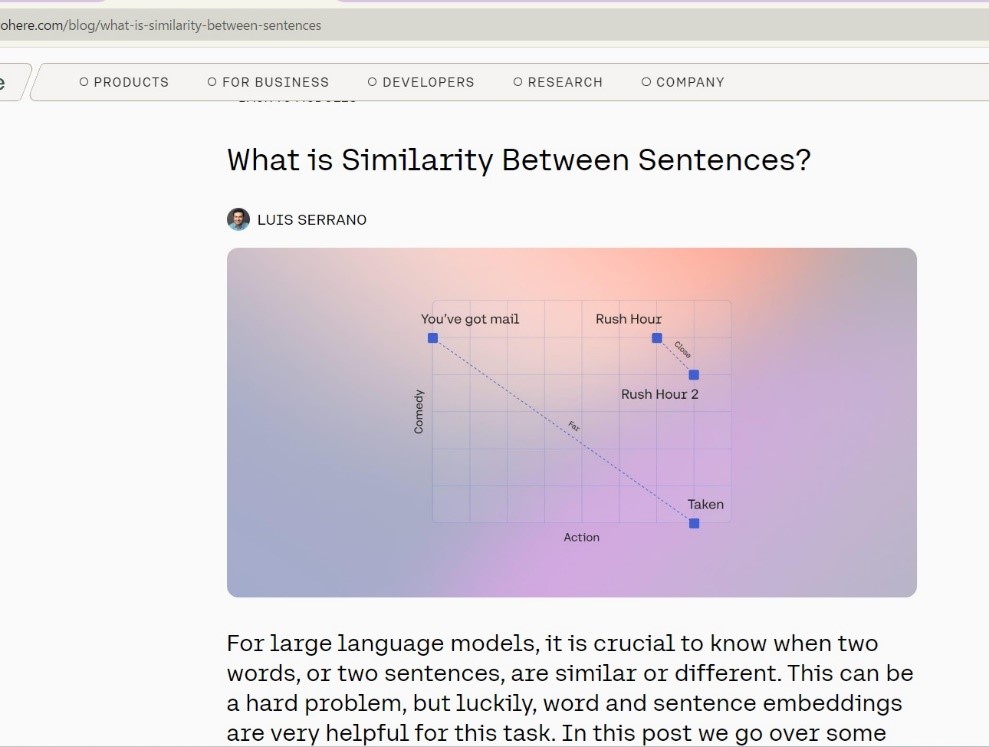 ohere.com/blog/what-is-similarity-between-sentences
e
PRODUCTS
FOR BUSINESS
DEVELOPERS
RESEARCH
COMPANY
What is Similarity Between Sentences?
LUIS SERRANO
You've got mail
Rush Hour
Close
Rush Hour 2
Comedy
Far
Taken
Action
For large language models, it is crucial to know when two
words, or two sentences, are similar or different. This can be
a hard problem, but luckily, word and sentence embeddings
are very helpful for this task. In this post we go over some